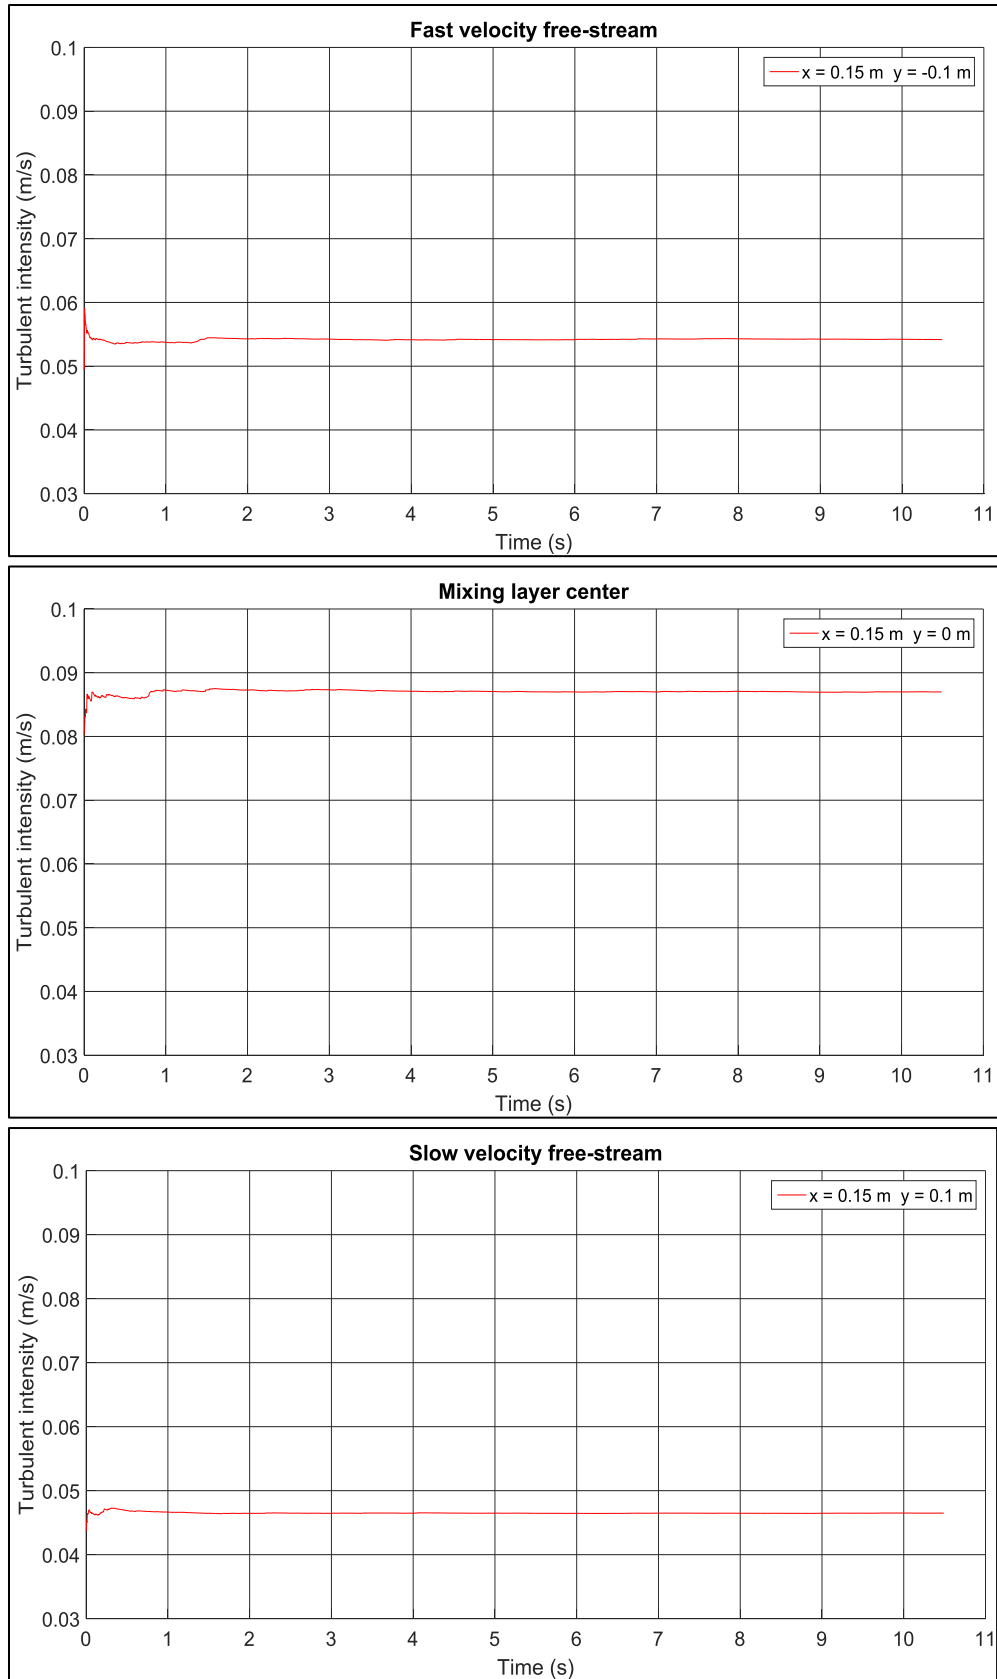 Fast velocity free-stream
x = 0.15 m y = -0.1 m
Turbulent intensity (m/s)
0.1
0.09
0.08
0.07
0.06
0.05
0.04
0.03
0 1 2 3 4 5 6 7 8 9 10 11
Time (s)
Mixing layer center
x = 0.15 m y = 0 m
Turbulent intensity (m/s)
0.1
0.09
0.08
0.07
0.06
0.05
0.04
0.03
0 1 2 3 4 5 6 7 8 9 10 11
Time (s)
Slow velocity free-stream
x = 0.15 m y = 0.1 m
Turbulent intensity (m/s)
0.1
0.09
0.08
0.07
0.06
0.05
0.04
0.03
0 1 2 3 4 5 6 7 8 9 10 11
Time (s)